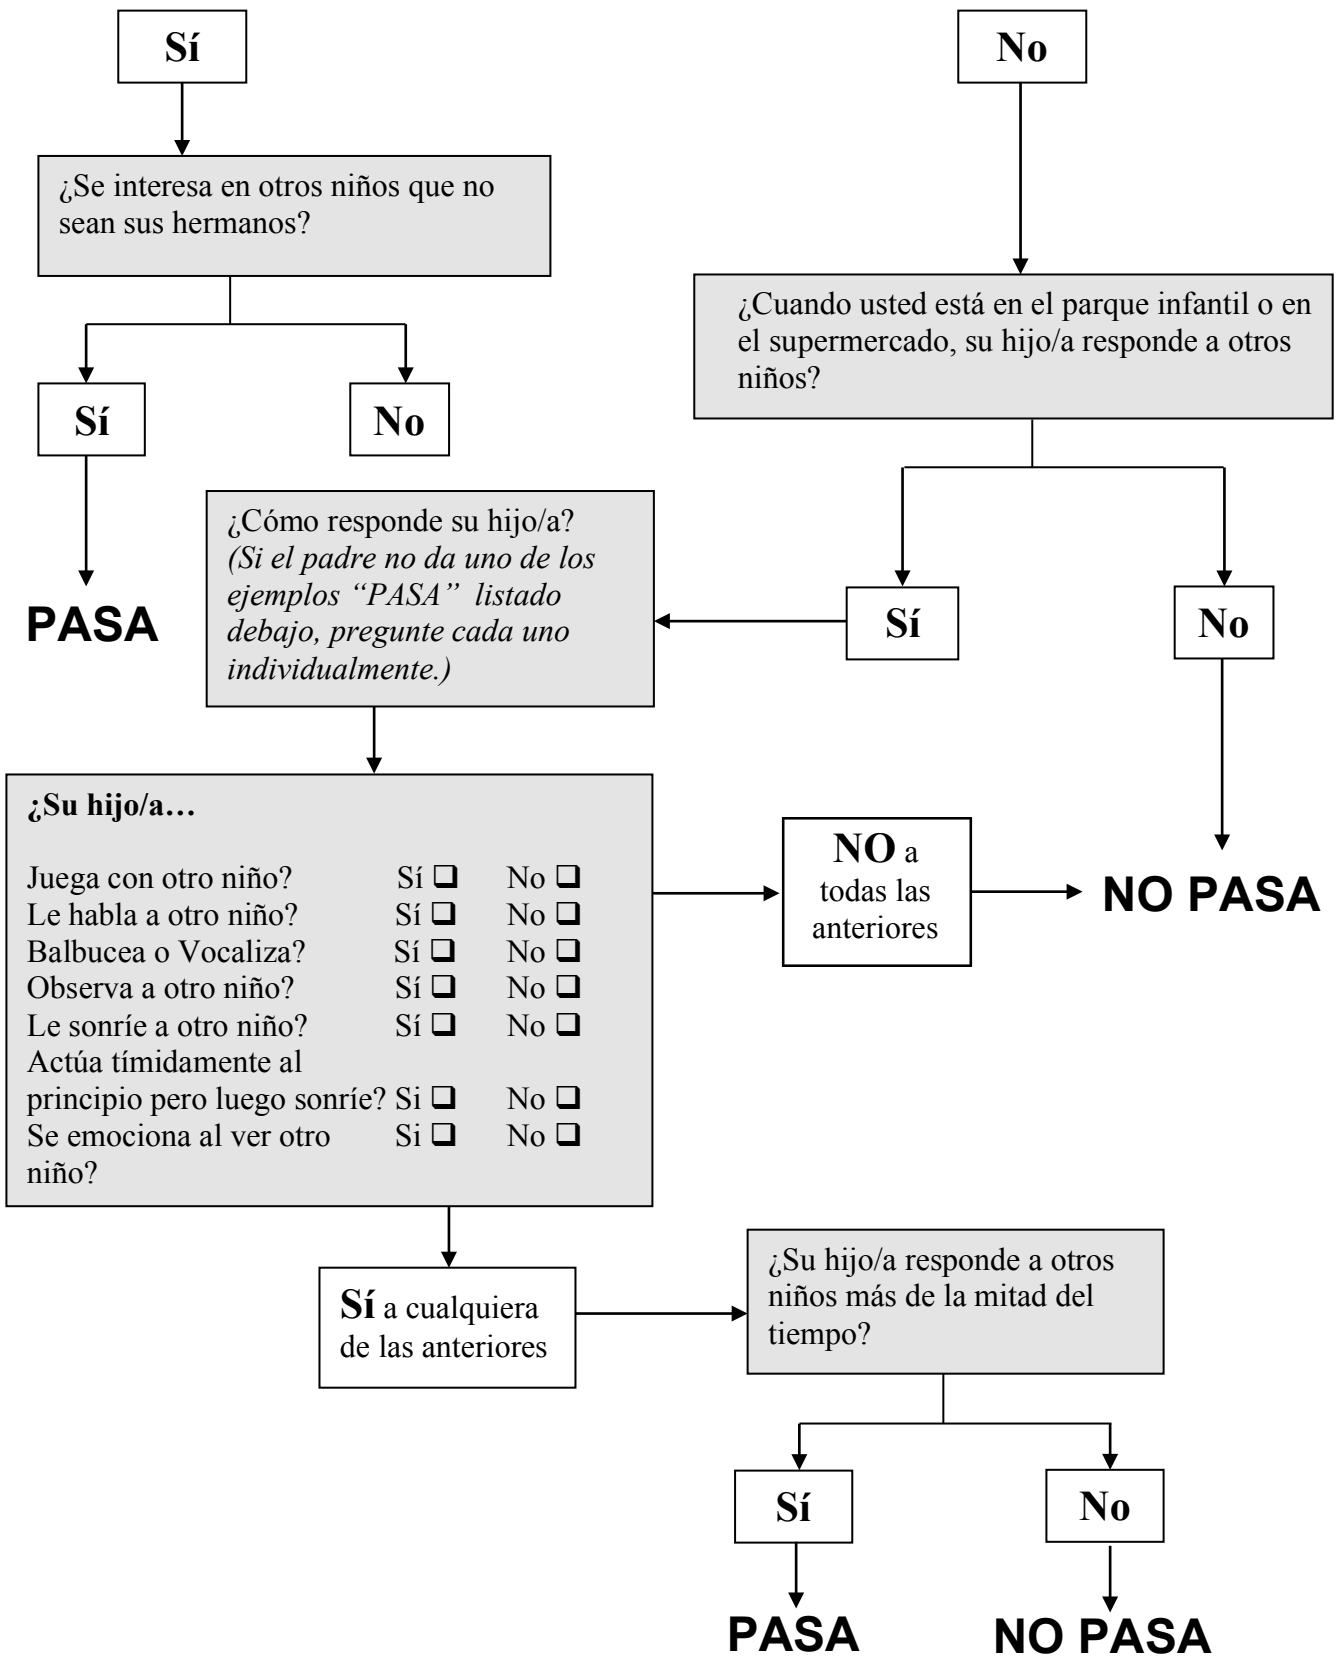 Sí
No
¿Se interesa en otros niños que no
sean sus hermanos?
¿Cuando usted está en el parque infantil o en
el supermercado, su hijo/a responde a otros
niños?
Sí
No
PASA
¿Cómo responde su hijo/a?
(Si el padre no da uno de los
ejemplos “PASA” listado
debajo, pregunte cada uno
individualmente.)
Sí
No
¿Su hijo/a…
Juega con otro niño? Sí ❑ No ❑
Le habla a otro niño? Sí ❑ No ❑
Balbucea o Vocaliza? Sí ❑ No ❑
Observa a otro niño? Sí ❑ No ❑
Le sonríe a otro niño? Sí ❑ No ❑
Actúa tímidamente al
principio pero luego sonríe? Si ❑ No ❑
Se emociona al ver otro Si ❑ No ❑
niño?
NO a
todas las
anteriores
NO PASA
Sí a cualquiera
de las anteriores
¿Su hijo/a responde a otros
niños más de la mitad del
tiempo?
Sí
No
PASA
NO PASA